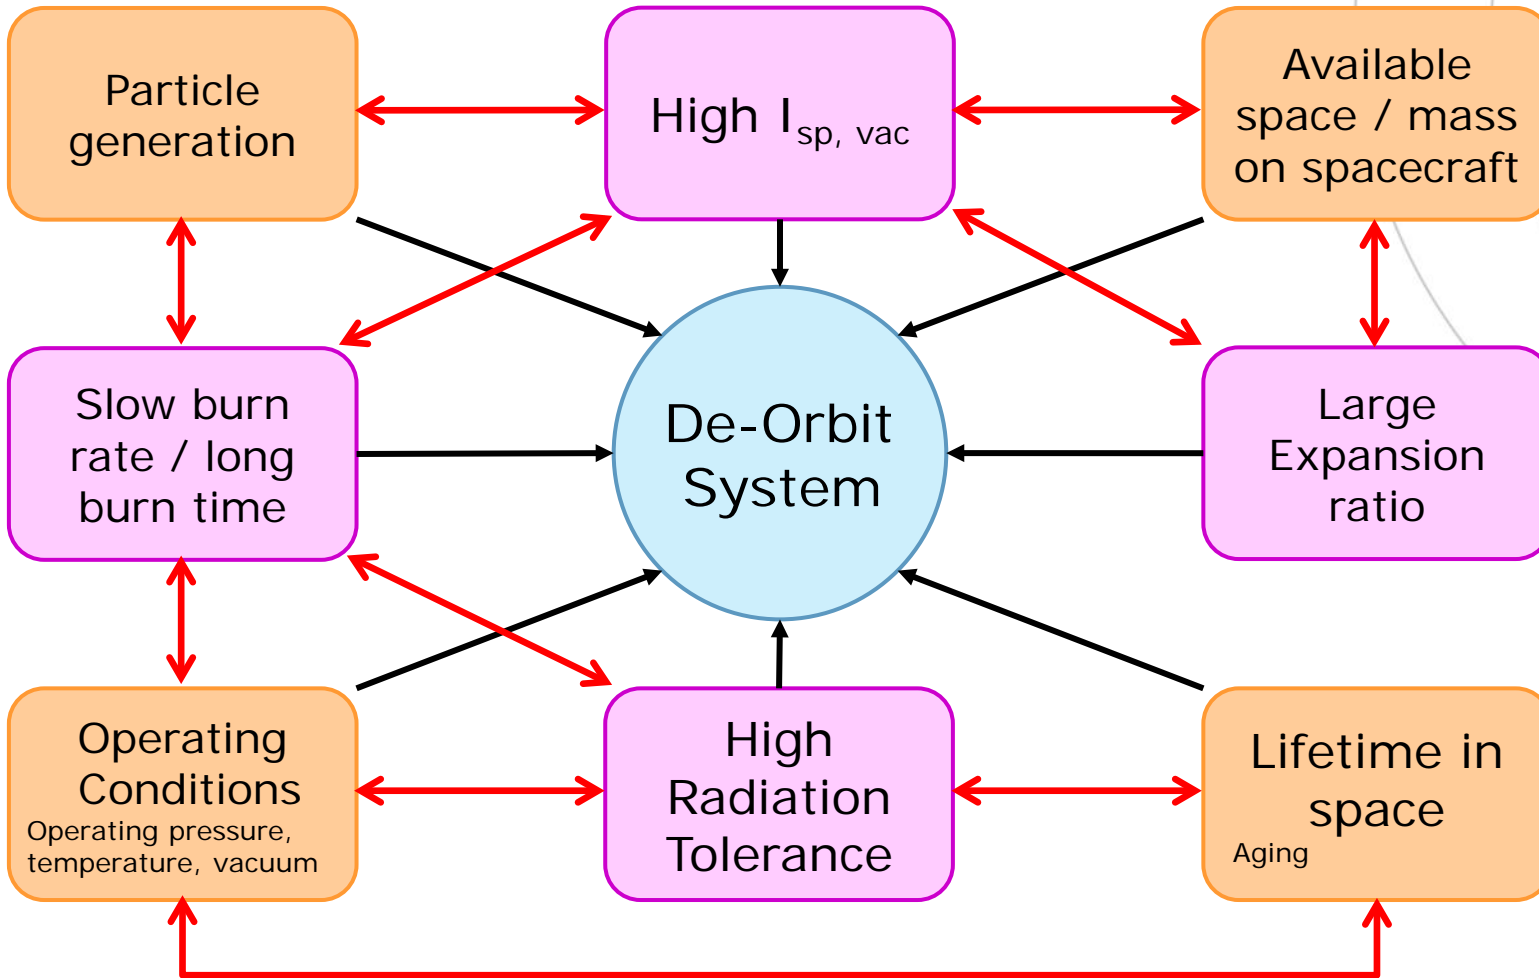 Particle
generation
High I sp, vac
Available
space / mass
on spacecraft
Slow burn
rate / long
burn time
De-Orbit
System
Large
Expansion
ratio
Operating
Conditions
Operating pressure,
temperature, vacuum
High
Radiation
Tolerance
Lifetime in
space
Aging